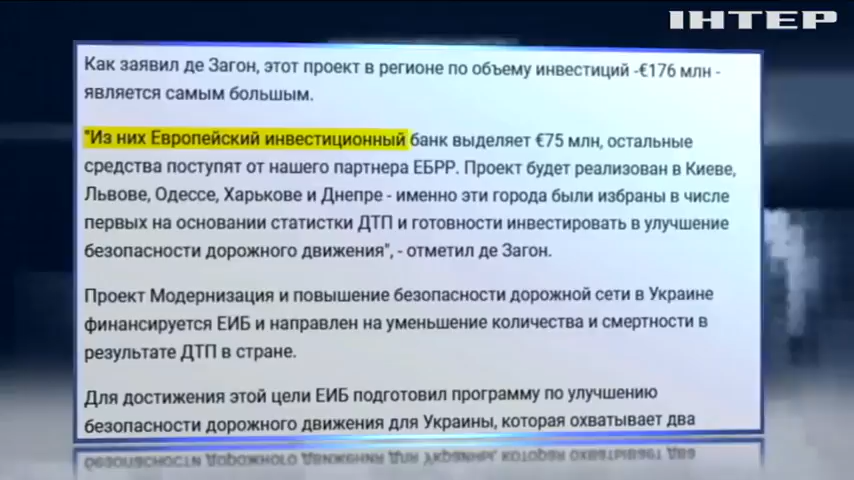 ІНТЕР
Как заявил де Загон, этот проект в регионе по объему инвестиций -€176 млн -
является самым большым.
"Из них Европейский инвестиционный банк выделяет €75 млн, остальные
средства поступят от нашего партнера ЕБРР. Проект будет реализован в Киеве,
Львове, Одессе, Харькове и Днепре - именно эти города были избраны в числе
первых на основании статистки ДТП и готовности инвестировать в улучшение
безопасности дорожного движения", - отметил де Загон.
Проект Модернизация и повышение безопасности дорожной сети в Украине
финансируется ЕИБ и направлен на уменьшение количества и смертности в
результате ДТП в стране.
Для достижения этой цели ЕИБ подготовил программу по улучшению
безопасности дорожного движения для Украины, которая охватывает два